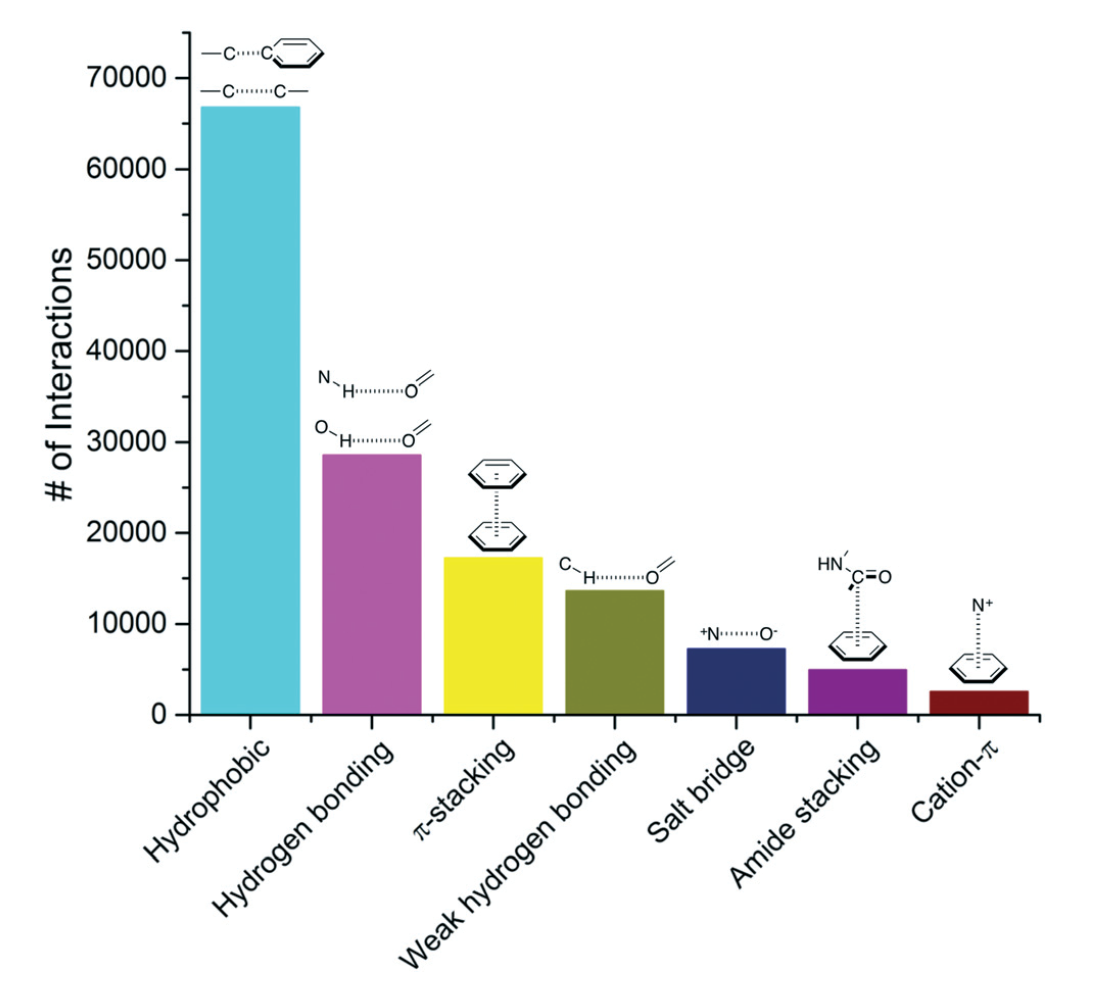 # of Interactions
70000
60000
50000
40000
30000
20000
10000
0
C C
C C
N H O
O H O
C H O
+N O-
HN C=O
N+
Hydrophobic
Hydrogen bonding
π-stacking
Weak hydrogen bonding
Salt bridge
Amide stacking
Cation-π